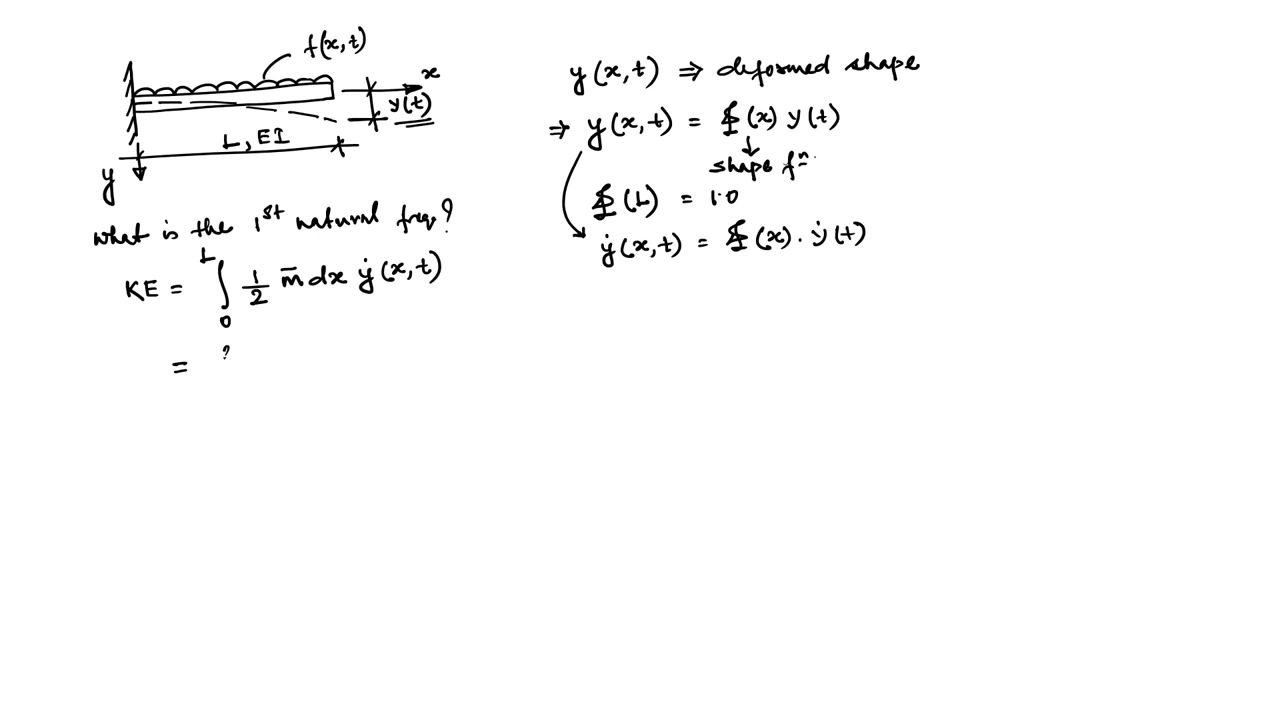 f(x, t)
x
y(t)
L, EI
y
what is the 1st natural freq?
KE = ∫₀ᴸ 1/2 m̄ dx ẏ(x, t)
= ?
y(x, t) ⇒ deformed shape
⇒ y(x, t) = Φ(x) y(t)
↓
shape fⁿ.
Φ(L) = 1.0
ẏ(x, t) = Φ(x) . ẏ(t)